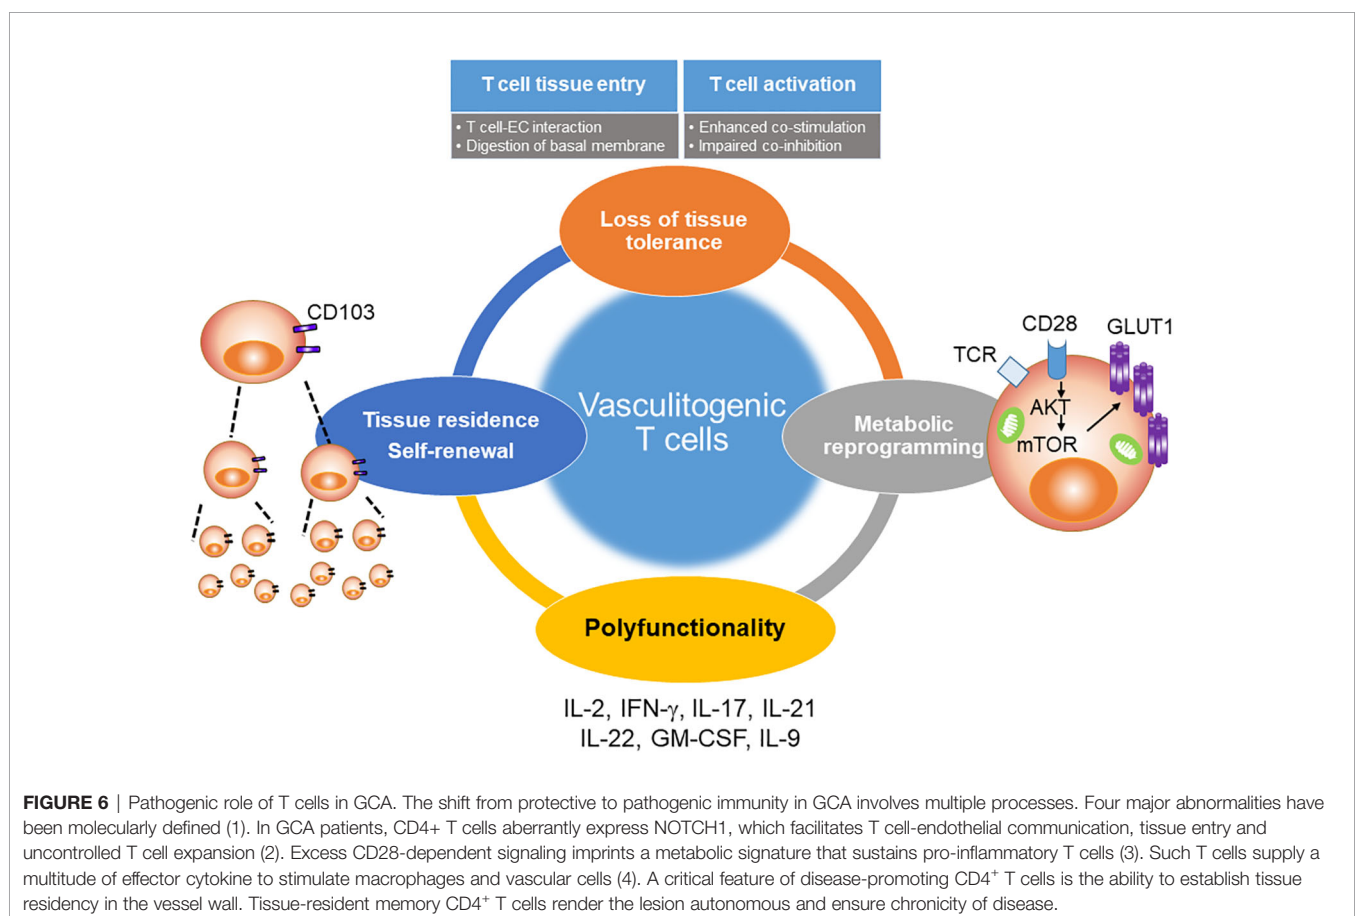 T cell tissue entry
T cell activation
• T cell-EC interaction
• Digestion of basal membrane
• Enhanced co-stimulation
• Impaired co-inhibition
Loss of tissue
tolerance
CD103
CD28
GLUT1
TCR
AKT
mTOR
Tissue residence
Self-renewal
Vasculitogenic
T cells
Metabolic
reprogramming
Polyfunctionality
IL-2, IFN-γ, IL-17, IL-21
IL-22, GM-CSF, IL-9
FIGURE 6 | Pathogenic role of T cells in GCA. The shift from protective to pathogenic immunity in GCA involves multiple processes. Four major abnormalities have
been molecularly defined (1). In GCA patients, CD4+ T cells aberrantly express NOTCH1, which facilitates T cell-endothelial communication, tissue entry and
uncontrolled T cell expansion (2). Excess CD28-dependent signaling imprints a metabolic signature that sustains pro-inflammatory T cells (3). Such T cells supply a
multitude of effector cytokine to stimulate macrophages and vascular cells (4). A critical feature of disease-promoting CD4⁺ T cells is the ability to establish tissue
residency in the vessel wall. Tissue-resident memory CD4⁺ T cells render the lesion autonomous and ensure chronicity of disease.